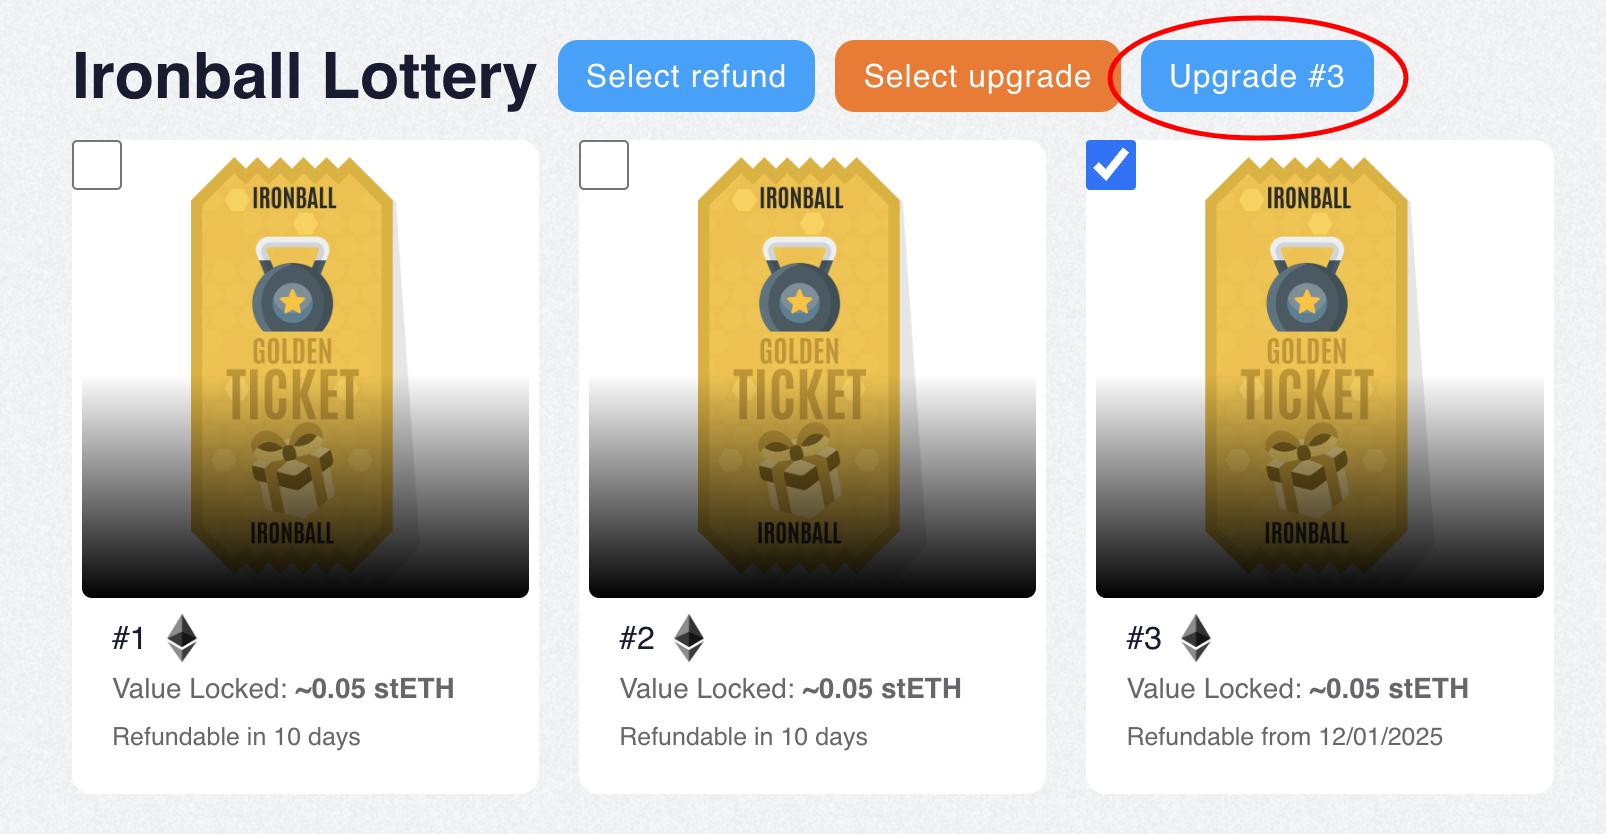 Ironball Lottery
Select refund
Select upgrade
Upgrade #3
IRONBALL
GOLDEN
TICKET
IRONBALL
#1
Value Locked: ~0.05 stETH
Refundable in 10 days
IRONBALL
GOLDEN
TICKET
IRONBALL
#2
Value Locked: ~0.05 stETH
Refundable in 10 days
IRONBALL
GOLDEN
TICKET
IRONBALL
#3
Value Locked: ~0.05 stETH
Refundable from 12/01/2025